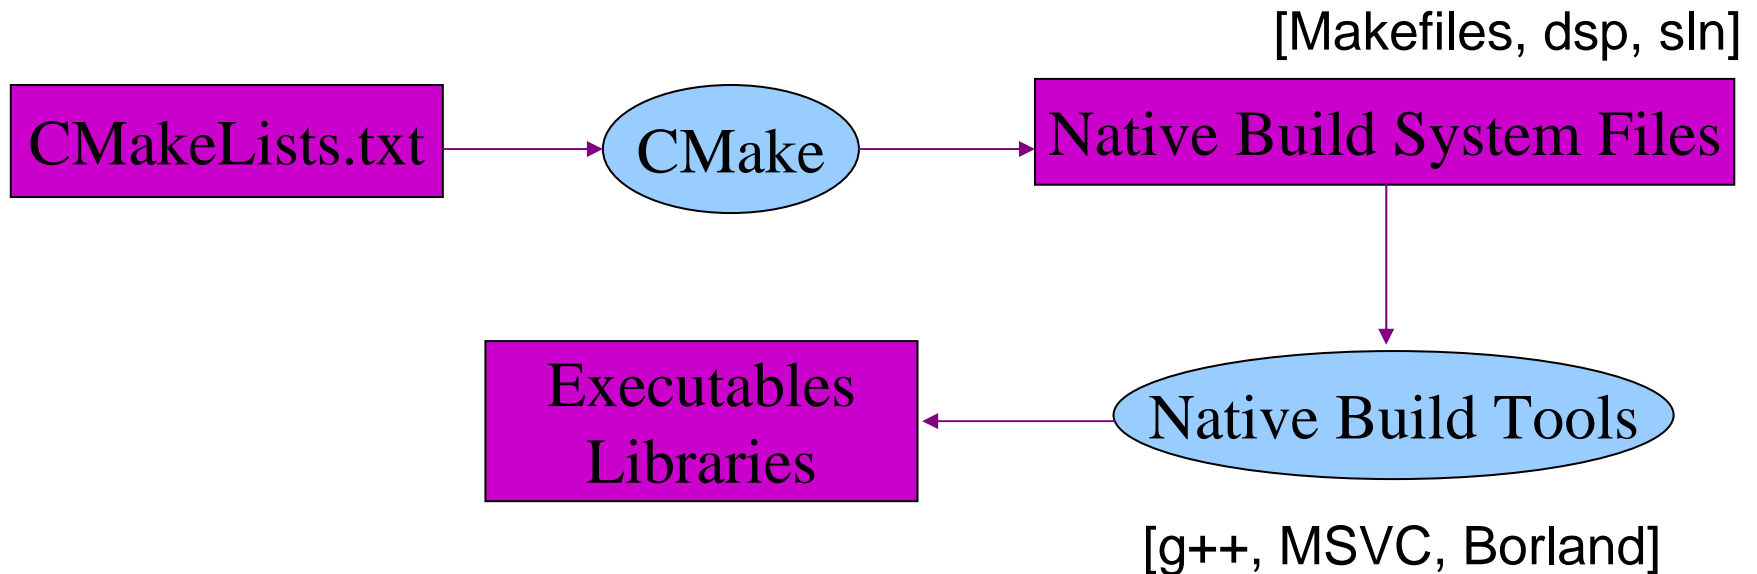 [Makefiles, dsp, sln]
CMakeLists.txt
CMake
Native Build System Files
Executables
Libraries
Native Build Tools
[g++, MSVC, Borland]